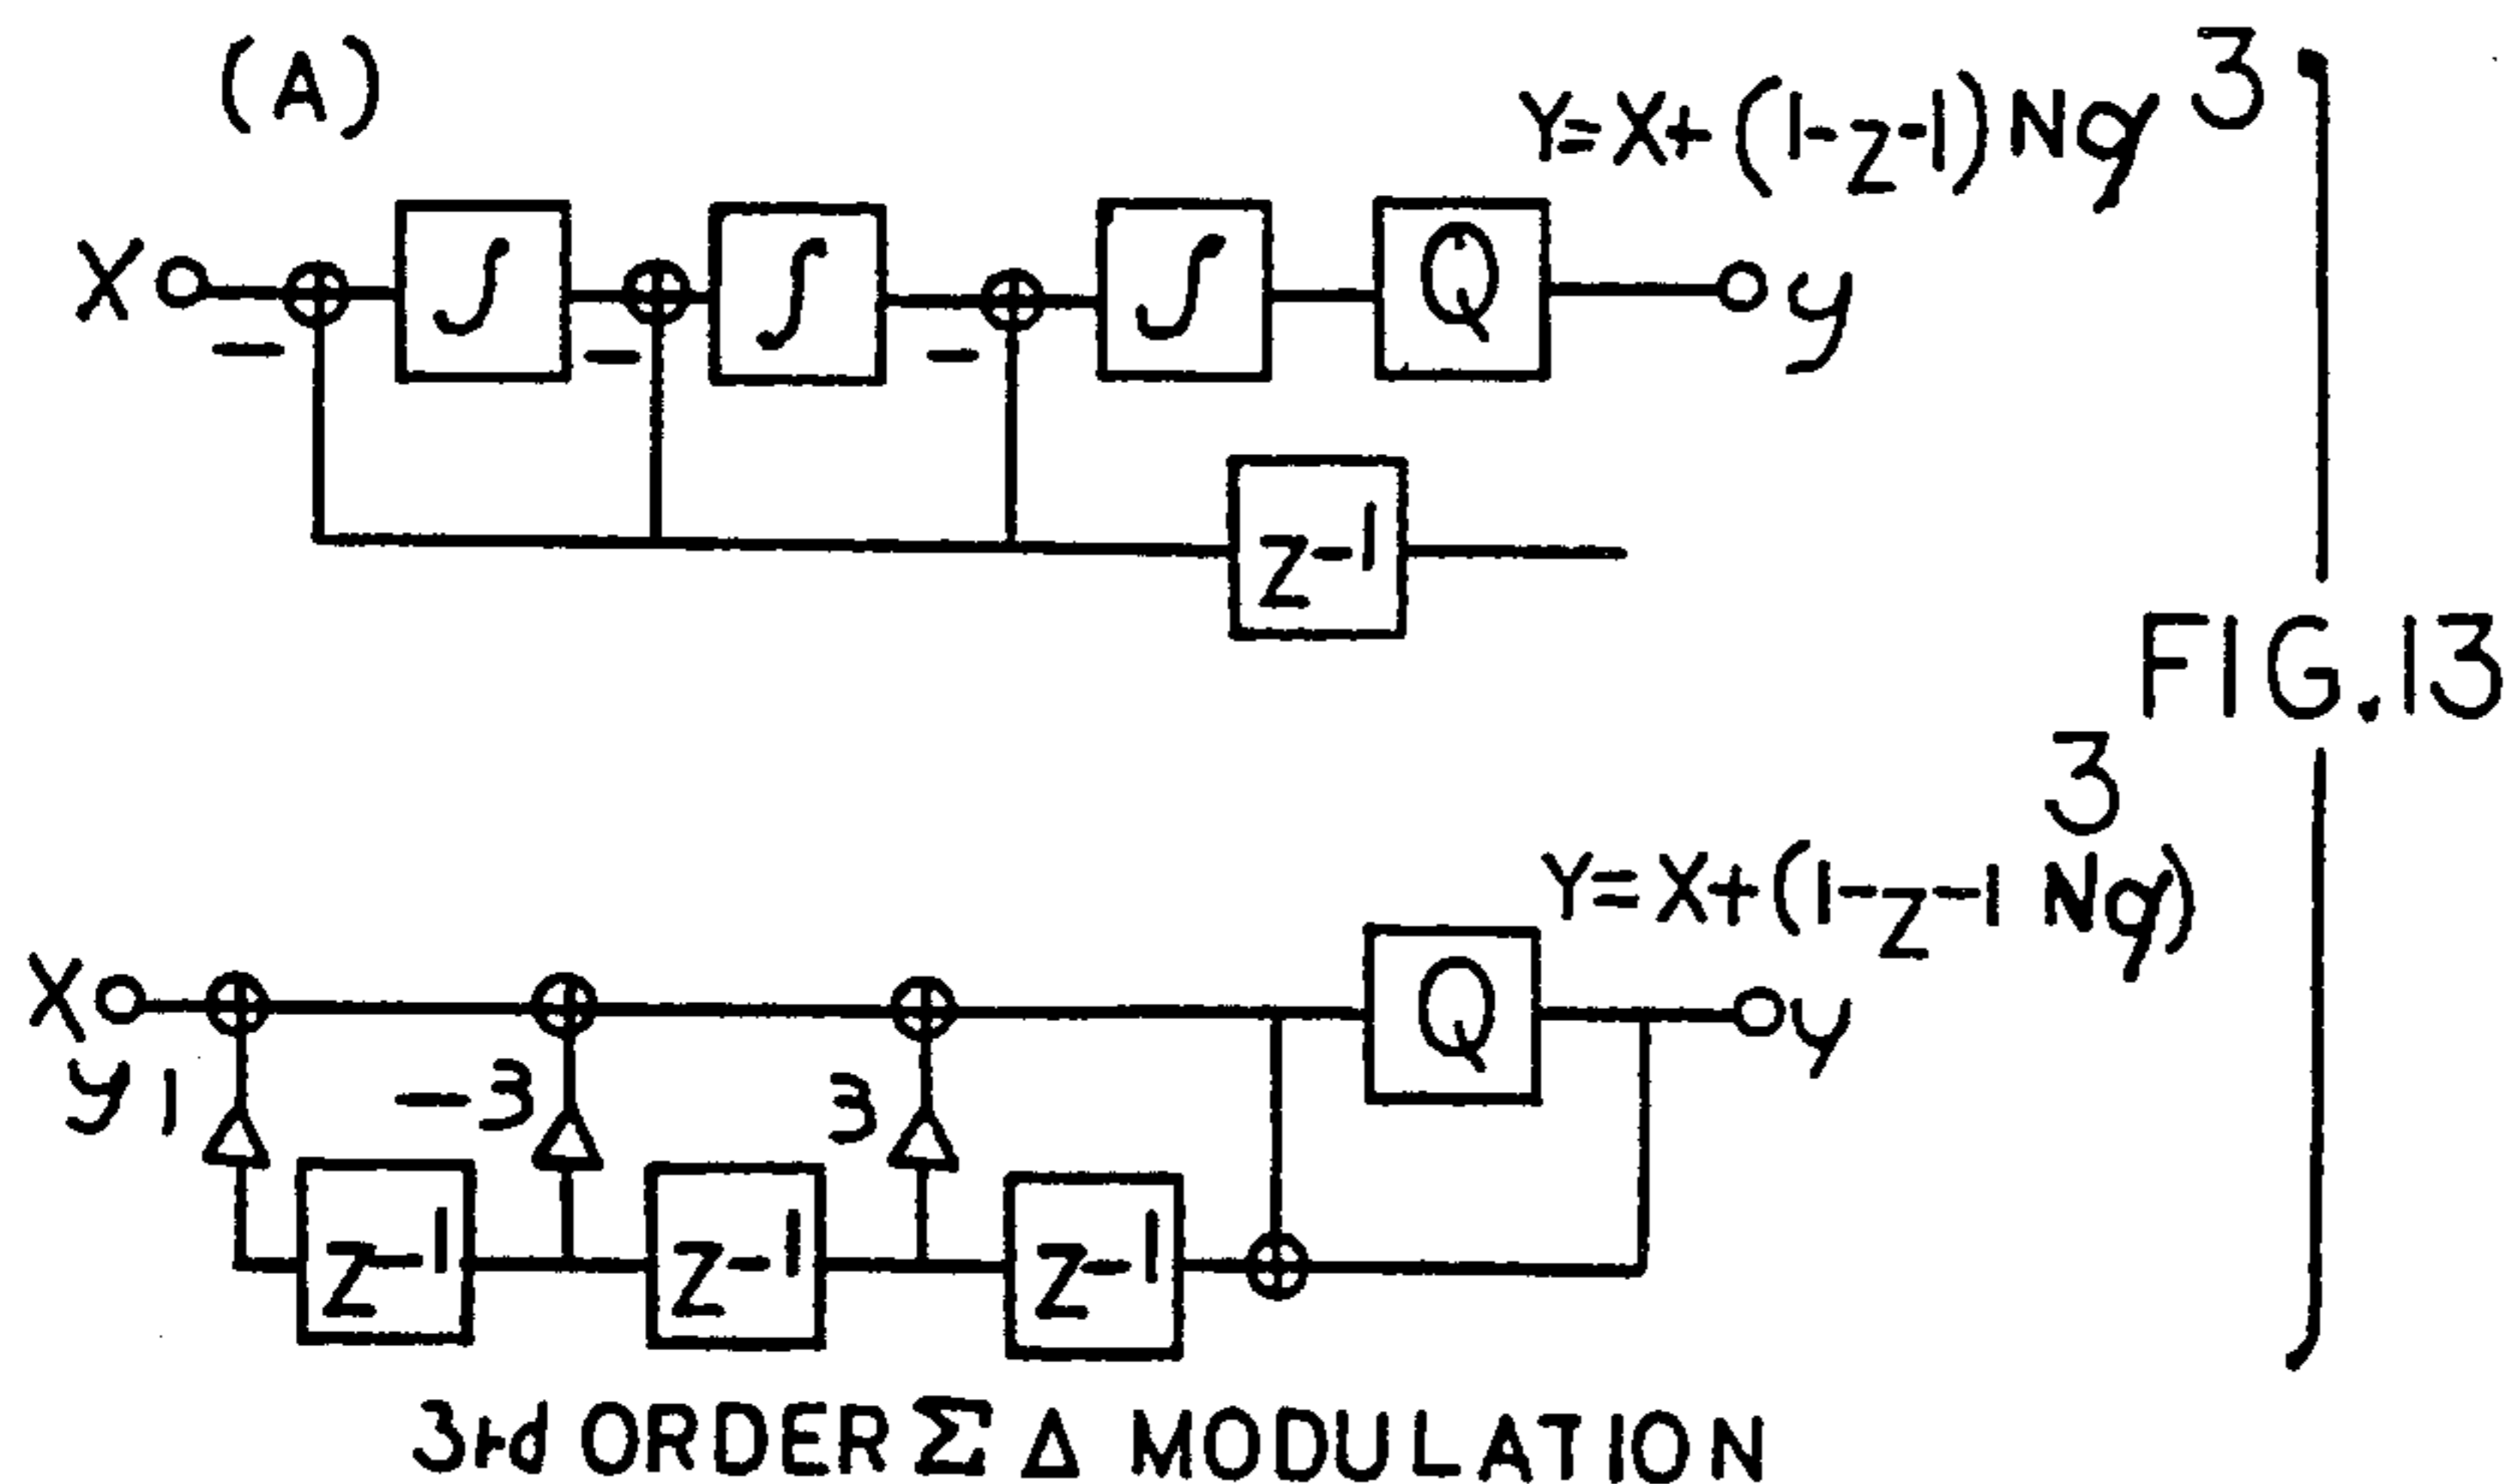 (A)
3
Y=X+(1-z-1)Nq
X
∫
∫
∫
Q
y
-
-
-
z-1
FIG.13
3
Y=X+(1-z-1 Nq)
X
Q
y
y1
-3
3
z-1
z-1
z-1
3rd ORDER Σ Δ MODULATION